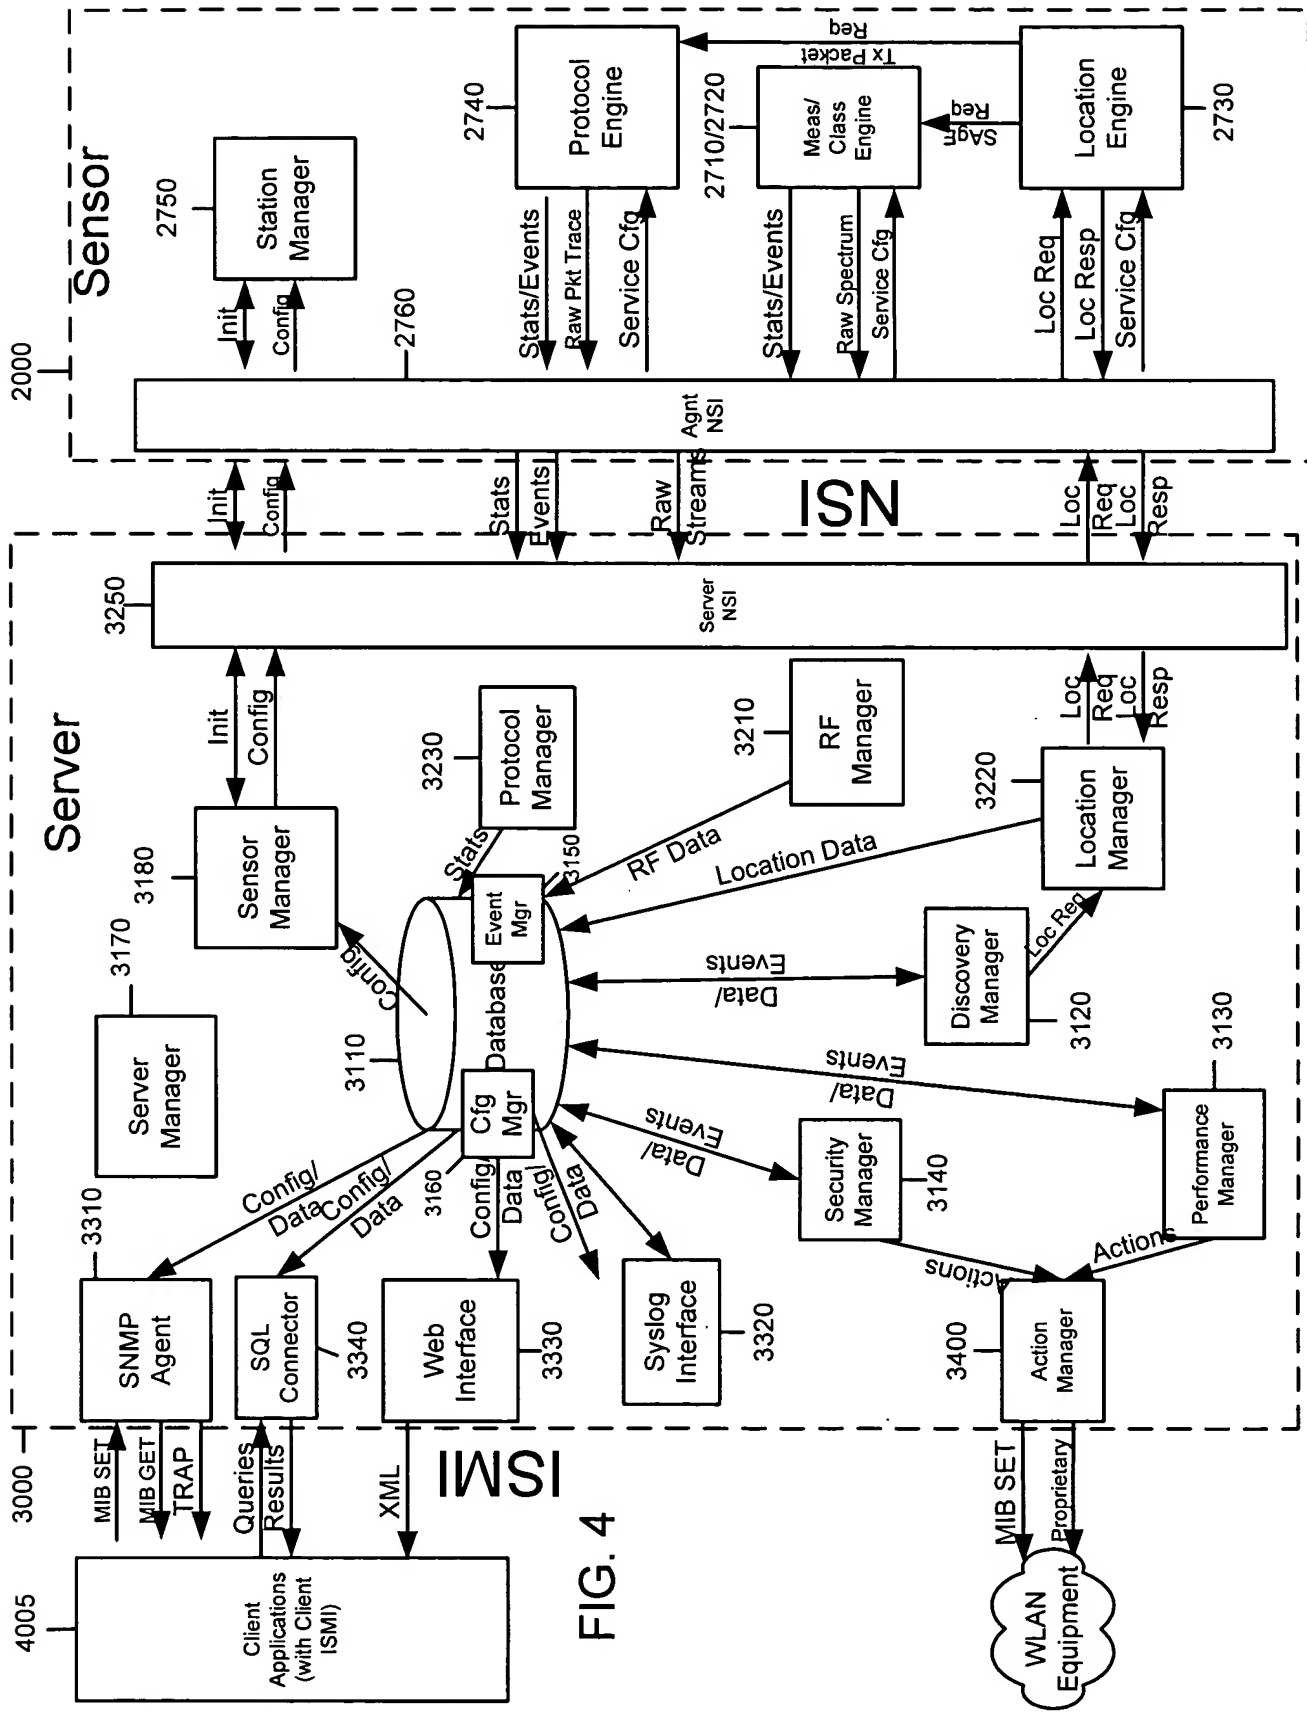 Sensor
2000
2750
Station
Manager
Init
Config
2760
2740
Protocol
Engine
Stats/Events
Raw Pkt Trace
Service Cfg
2710/2720
Meas/
Class
Engine
Stats/Events
Raw Spectrum
Service Cfg
Tx Packet
Req
SAgn
Req
Location
Engine
2730
Loc Req
Loc Resp
Service Cfg
Agnt
NSI
Init
Config
Stats
Events
Raw
Streams
NSI
Loc
Req
Loc
Resp
Server
3250
Server
NSI
Init
Config
3180
Sensor
Manager
3170
Server
Manager
Config
3230
Protocol
Manager
Stats
3150
Event
Mgr
3210
RF
Manager
RF Data
Location Data
3220
Location
Manager
Loc
Req
Loc
Resp
Loc Req
Discovery
Manager
3120
Data/
Events
3110
Database
Cfg
Mgr
3160
Data/
Events
3130
Performance
Manager
Data/
Events
Security
Manager
3140
Actions
Actions
3400
Action
Manager
3310
SNMP
Agent
Config/
Data
SQL
Connector
3340
Config/
Data
Web
Interface
3330
Config/
Data
Syslog
Interface
3320
Config/
Data
3000
ISMI
MIB SET
MIB GET
TRAP
Queries
Results
XML
MIB SET
Proprietary
4005
Client
Applications
(with Client
ISMI)
WLAN
Equipment
FIG. 4